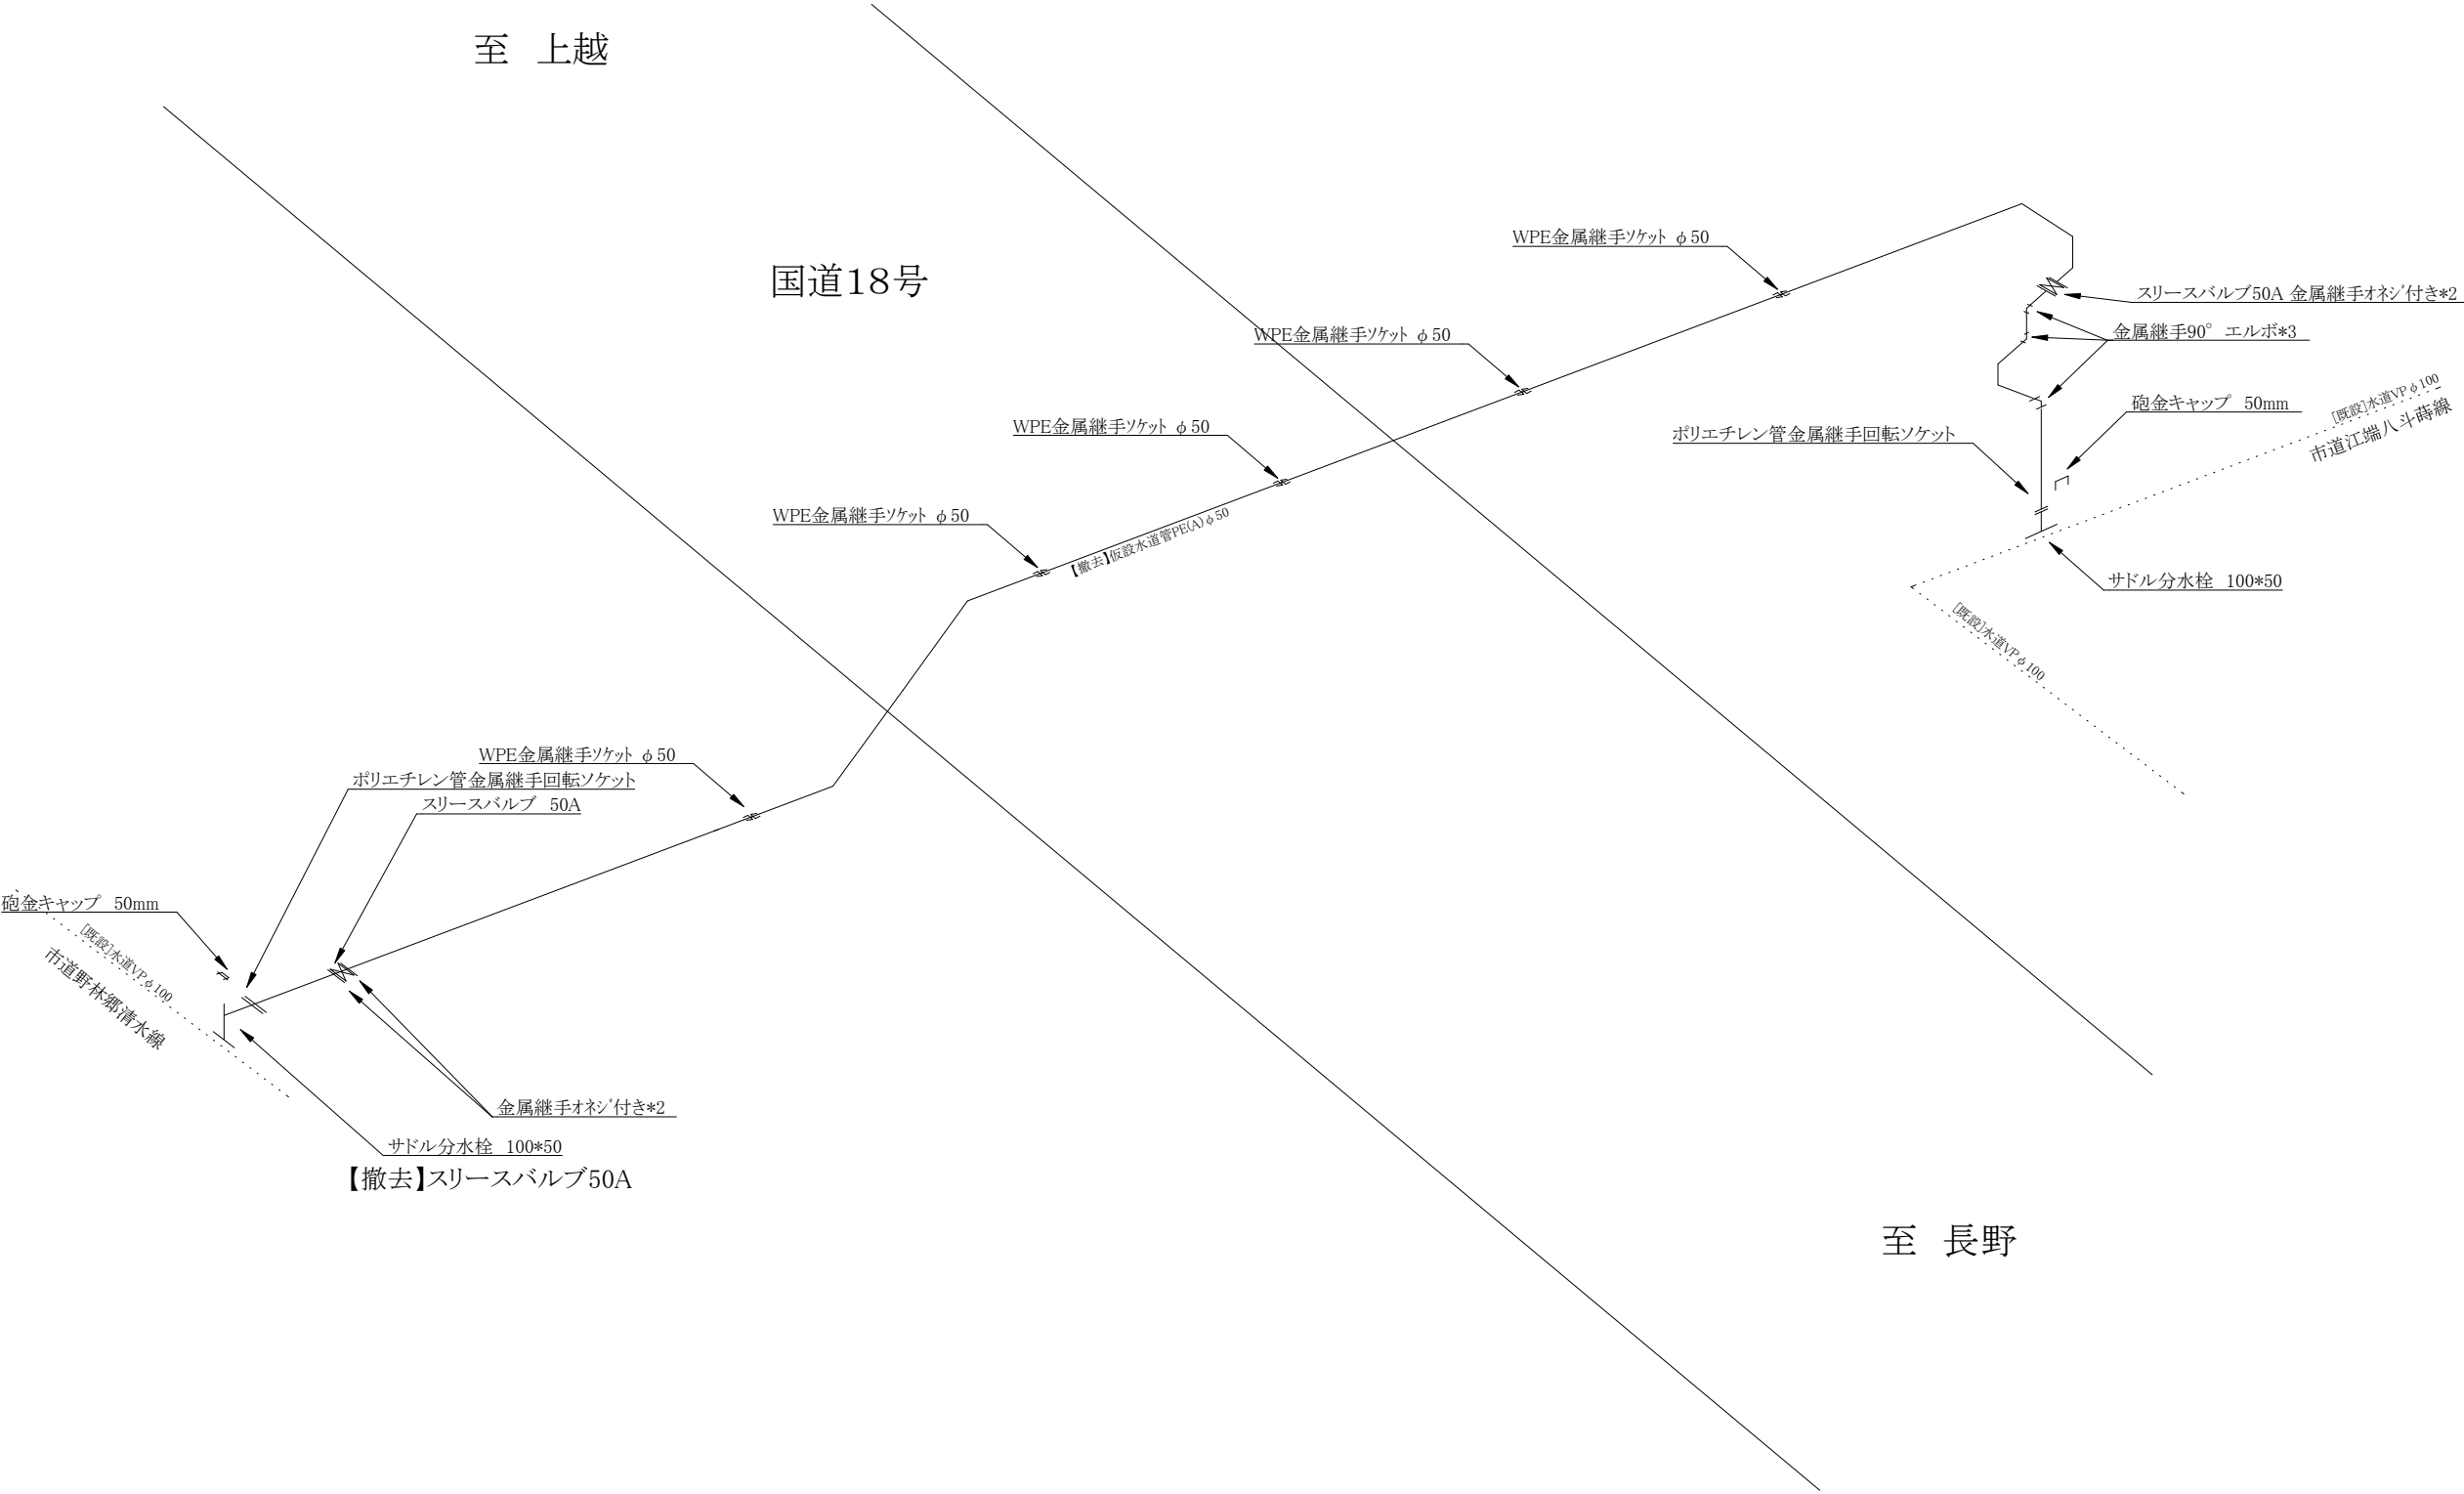 至　上越
国道18号
WPE金属継手ｿｹｯﾄ φ50
スリースバルブ50A 金属継手ｵﾈｼﾞ付き*2
WPE金属継手ｿｹｯﾄ φ50
金属継手90°エルボ*3
[既設]水道VPφ100
市道江端八斗蒔線
砲金キャップ　50mm
WPE金属継手ｿｹｯﾄ φ50
ポリエチレン管金属継手回転ソケット
WPE金属継手ｿｹｯﾄ φ50
【撤去】仮設水道管PE(A)φ50
サドル分水栓　100*50
[既設]水道VPφ100
WPE金属継手ｿｹｯﾄ φ50
ポリエチレン管金属継手回転ソケット
スリースバルブ　50A
砲金キャップ　50mm
[既設]水道VPφ100
市道野林郷清水線
金属継手ｵﾈｼﾞ付き*2
サドル分水栓　100*50
【撤去】スリースバルブ50A
至　長野